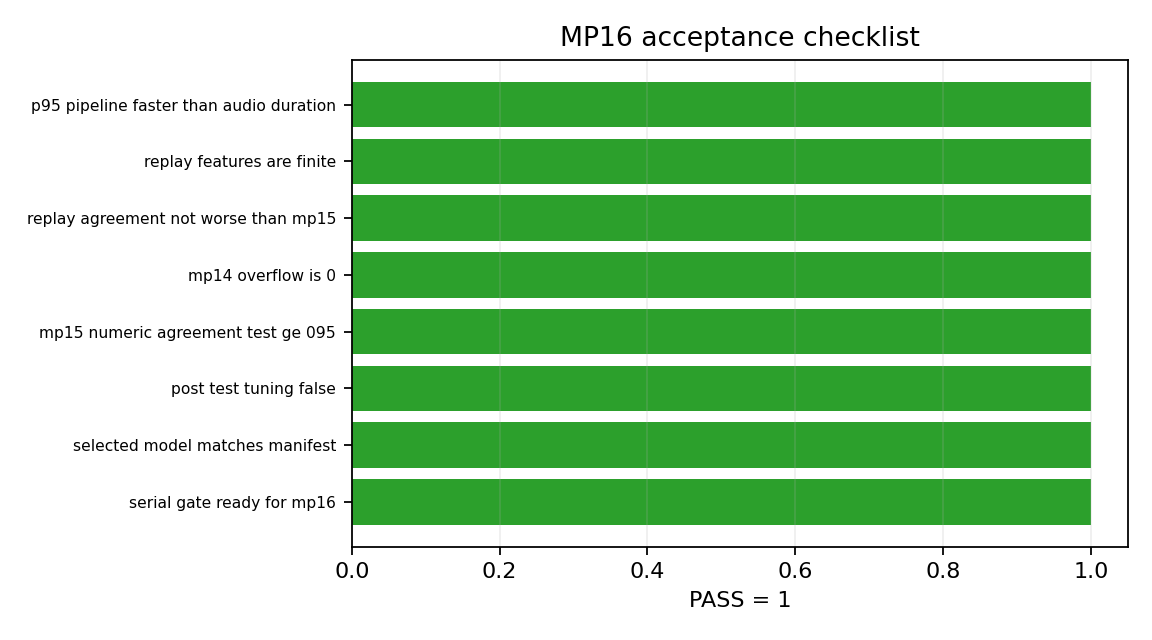 MP16 acceptance checklist
p95 pipeline faster than audio duration
replay features are finite
replay agreement not worse than mp15
mp14 overflow is 0
mp15 numeric agreement test ge 095
post test tuning false
selected model matches manifest
serial gate ready for mp16
0.0 0.2 0.4 0.6 0.8 1.0
PASS = 1